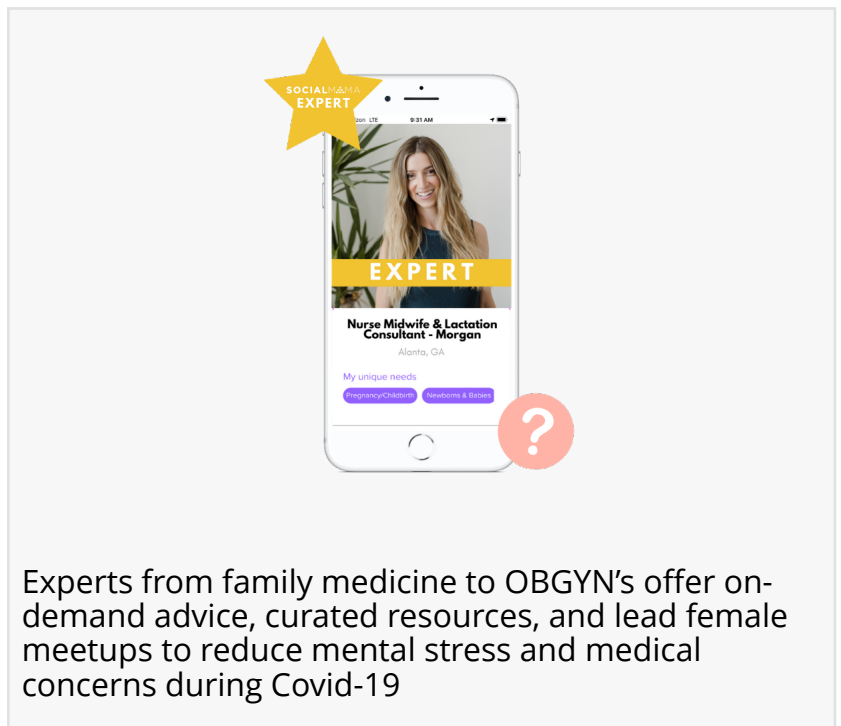 SOCIALMAMA
EXPERT
zon LTE 9:31 AM
EXPERT
Nurse Midwife & Lactation
Consultant - Morgan
Alanta, GA
My unique needs
Pregnancy/Childbirth Newborns & Babies
?
Experts from family medicine to OBGYN’s offer on-
demand advice, curated resources, and lead female
meetups to reduce mental stress and medical
concerns during Covid-19